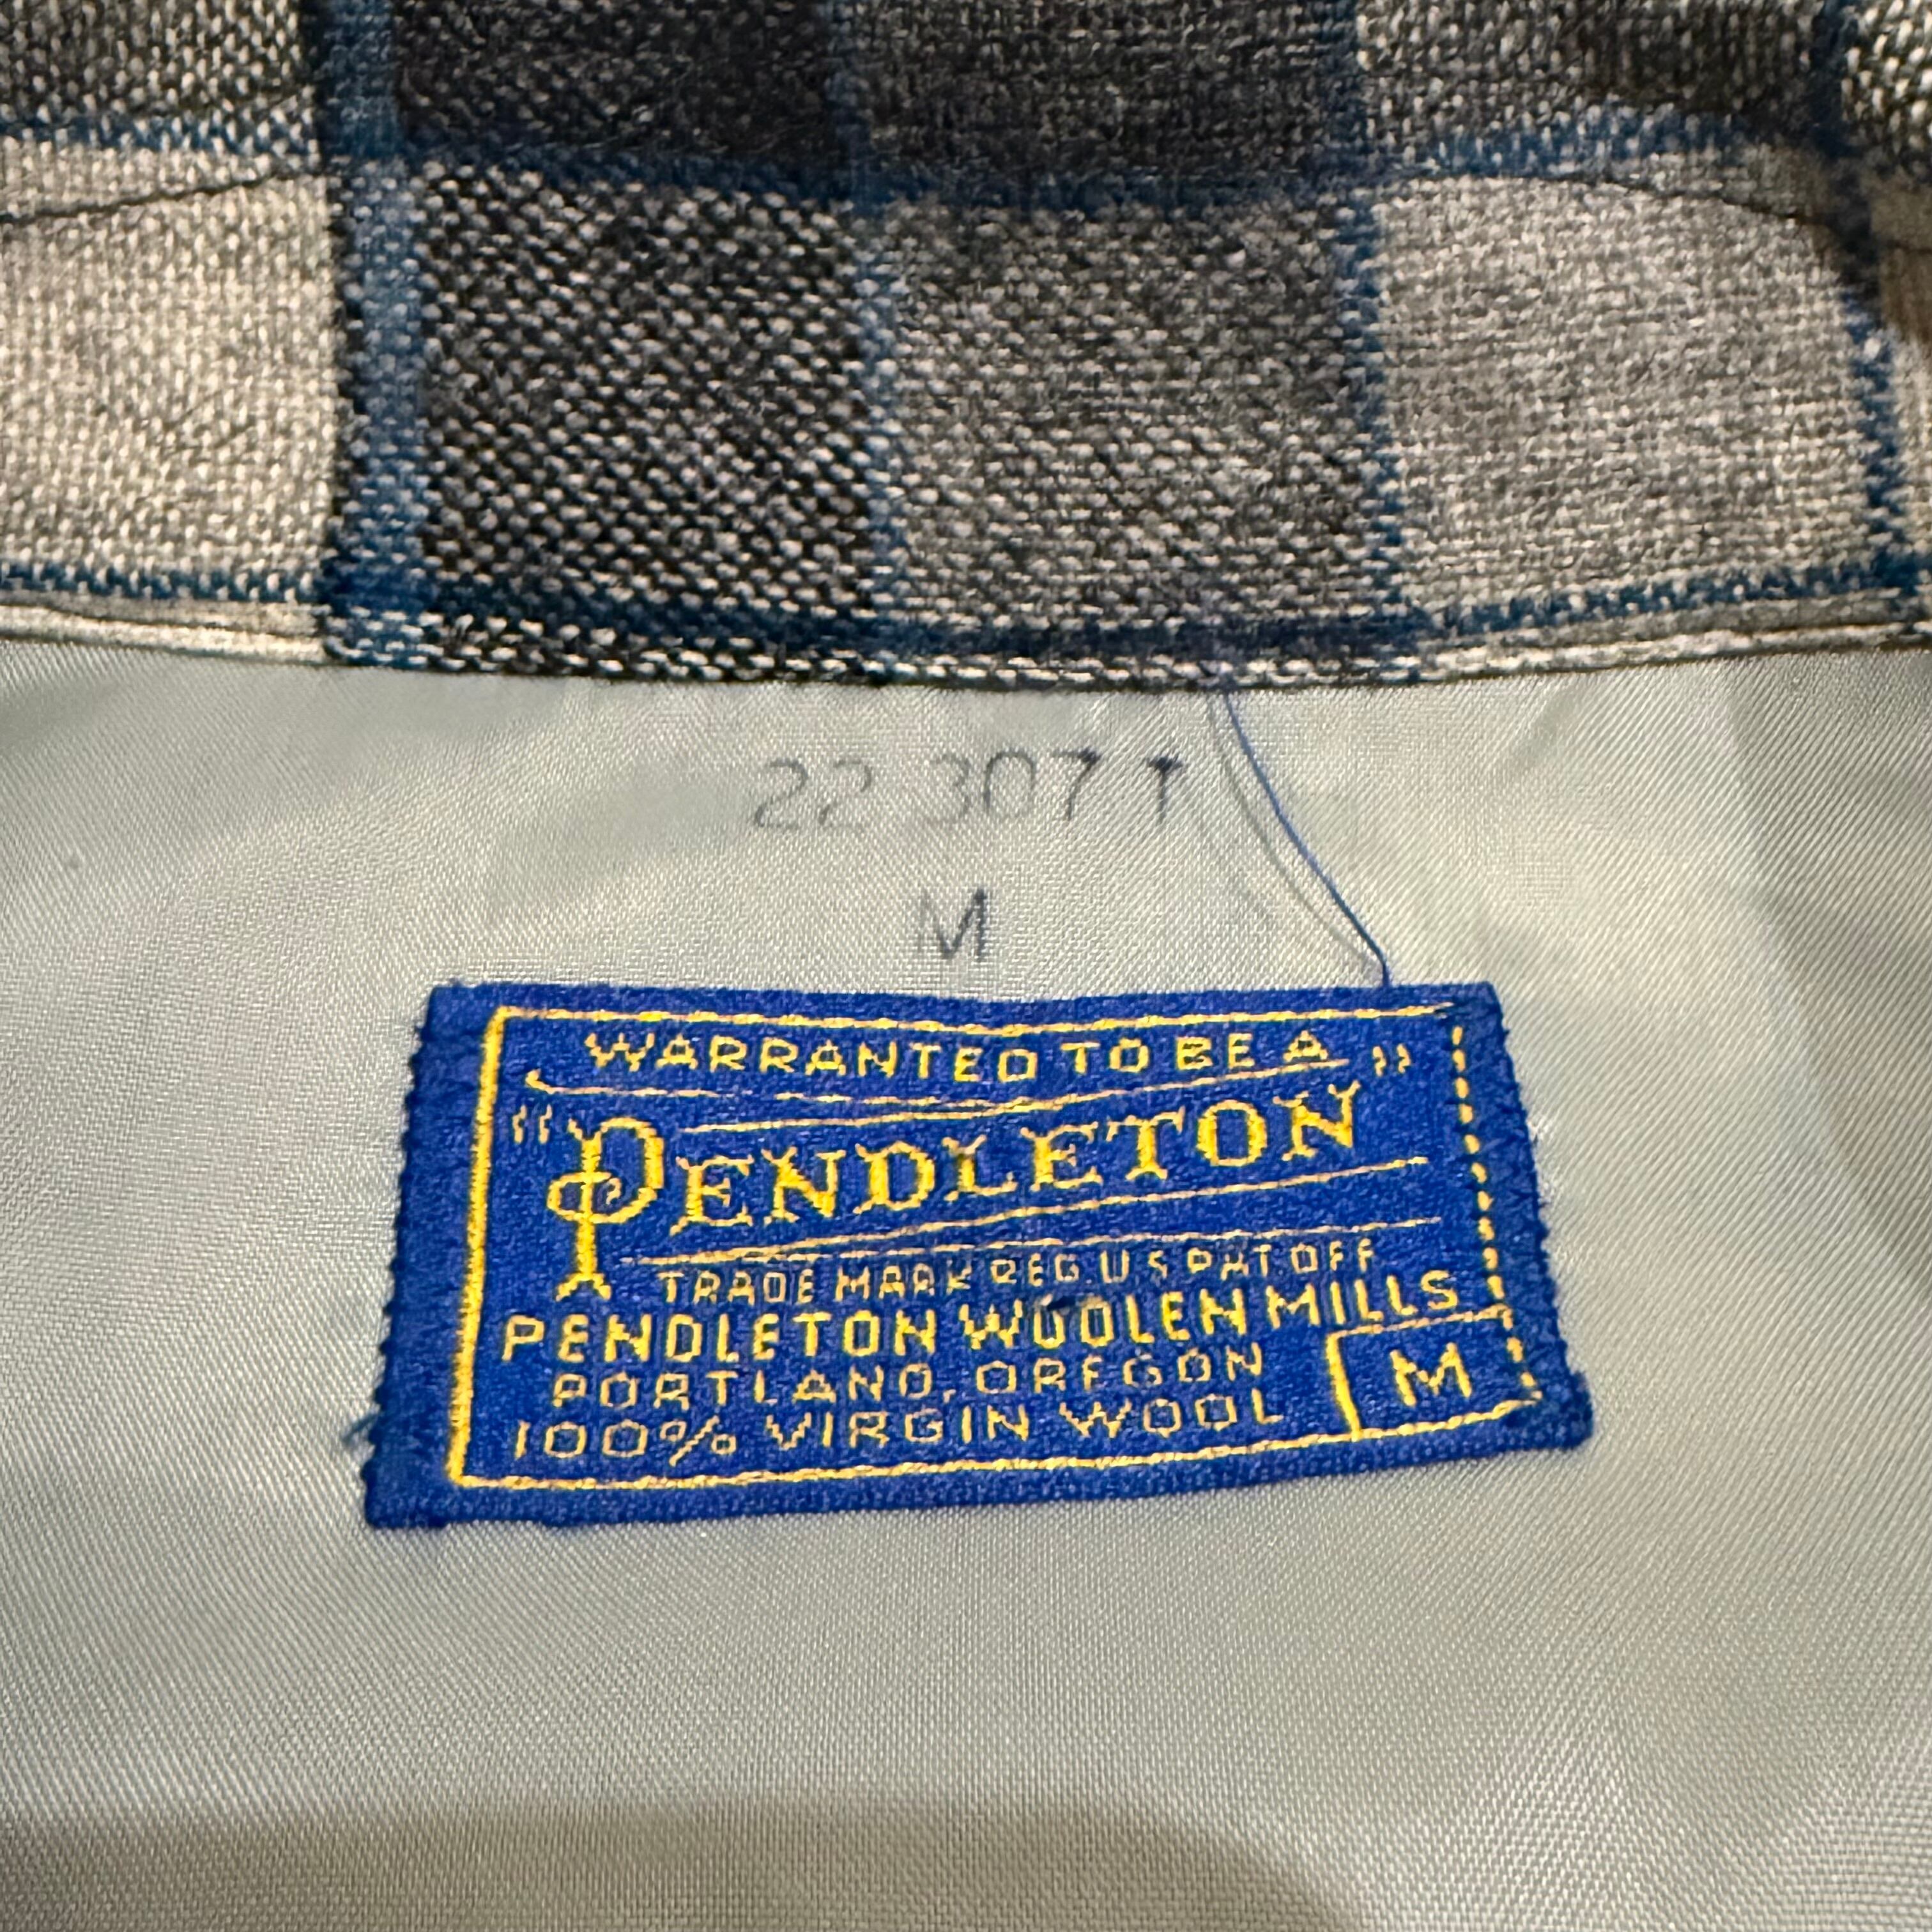 22 307 T
M
WARRANTED TO BE A
"PENDLETON"
TRADE MARK REG. U.S. PAT. OFF.
PENDLETON WOOLEN MILLS
PORTLAND, OREGON
100% VIRGIN WOOL
M